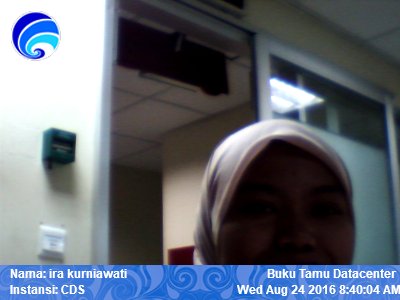 Nama: ira kurniawati
Buku Tamu Datacenter
Instansi: CDS
Wed Aug 24 2016 8:40:04 AM